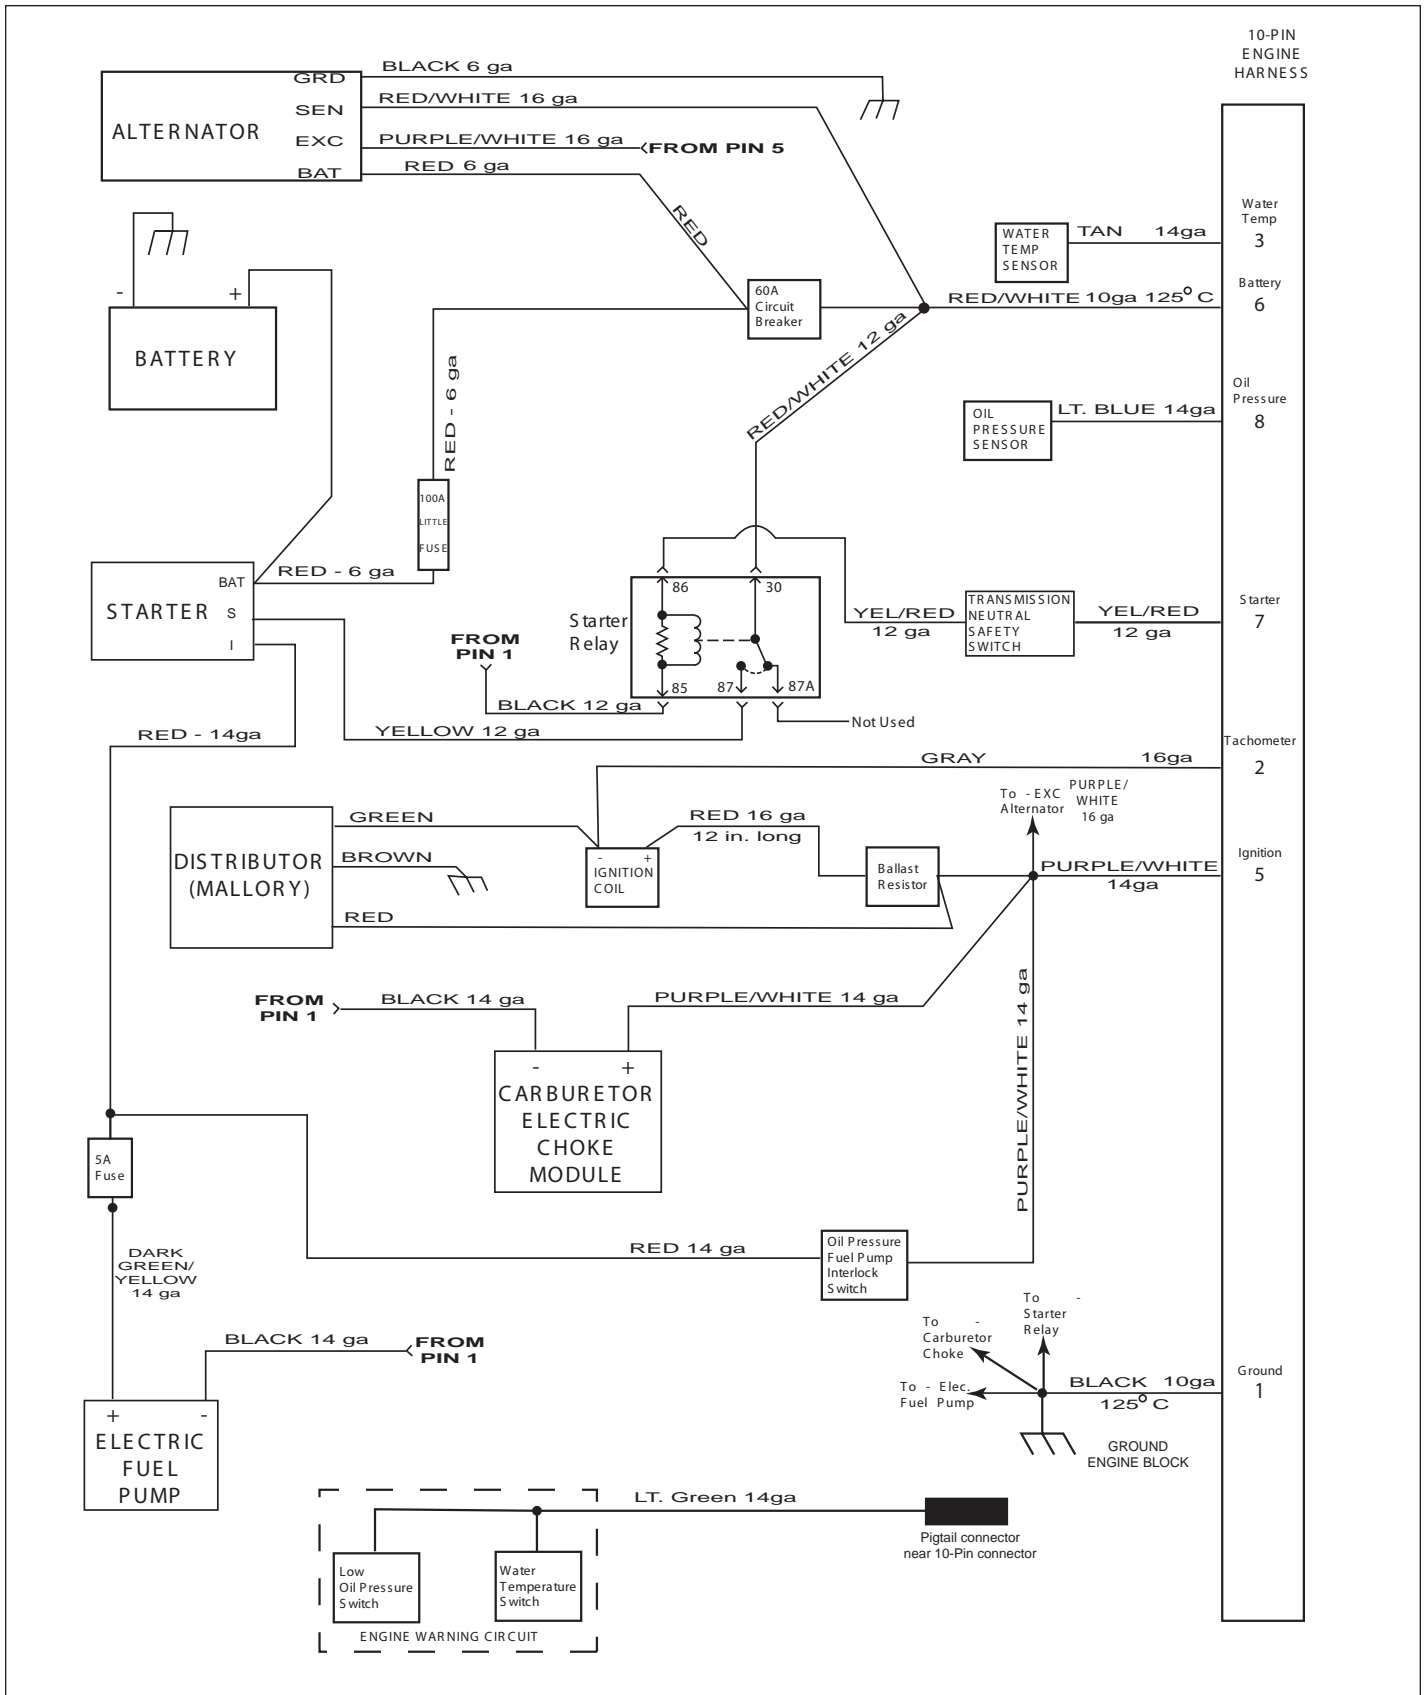 10-PIN
ENGINE
HARNESS
BLACK 6 ga
GRD
RED/WHITE 16 ga
SEN
ALTERNATOR
PURPLE/WHITE 16 ga
EXC
FROM PIN 5
RED 6 ga
BAT
RED
Water
Temp
3
WATER
TEMP
SENSOR
TAN 14ga
- +
BATTERY
60A
Circuit
Breaker
RED/WHITE 10ga 125° C
Battery
6
RED/WHITE 12 ga
RED - 6 ga
Oil
Pressure
8
OIL
PRESSURE
SENSOR
LT. BLUE 14ga
100A
LITTLE
FUSE
RED - 6 ga
BAT
STARTER S
I
Starter
Relay
86 30
85 87 87A
YEL/RED
12 ga
TRANSMISSION
NEUTRAL
SAFETY
SWITCH
YEL/RED
12 ga
Starter
7
FROM
PIN 1
BLACK 12 ga
YELLOW 12 ga
Not Used
RED - 14ga
GRAY 16ga
Tachometer
2
To - EXC
Alternator
PURPLE/
WHITE
16 ga
GREEN
RED 16 ga
12 in. long
DISTRIBUTOR
(MALLORY)
BROWN
- +
IGNITION
COIL
Ballast
Resistor
PURPLE/WHITE
14ga
Ignition
5
RED
FROM
PIN 1
BLACK 14 ga
PURPLE/WHITE 14 ga
PURPLE/WHITE 14 ga
- +
CARBURETOR
ELECTRIC
CHOKE
MODULE
5A
Fuse
RED 14 ga
Oil Pressure
Fuel Pump
Interlock
Switch
DARK
GREEN/
YELLOW
14 ga
BLACK 14 ga
FROM
PIN 1
To -
Starter
Relay
To -
Carburetor
Choke
To - Elec.
Fuel Pump
BLACK 10ga
125° C
Ground
1
GROUND
ENGINE BLOCK
+ -
ELECTRIC
FUEL
PUMP
LT. Green 14ga
Pigtail connector
near 10-Pin connector
Low
Oil Pressure
Switch
Water
Temperature
Switch
ENGINE WARNING CIRCUIT